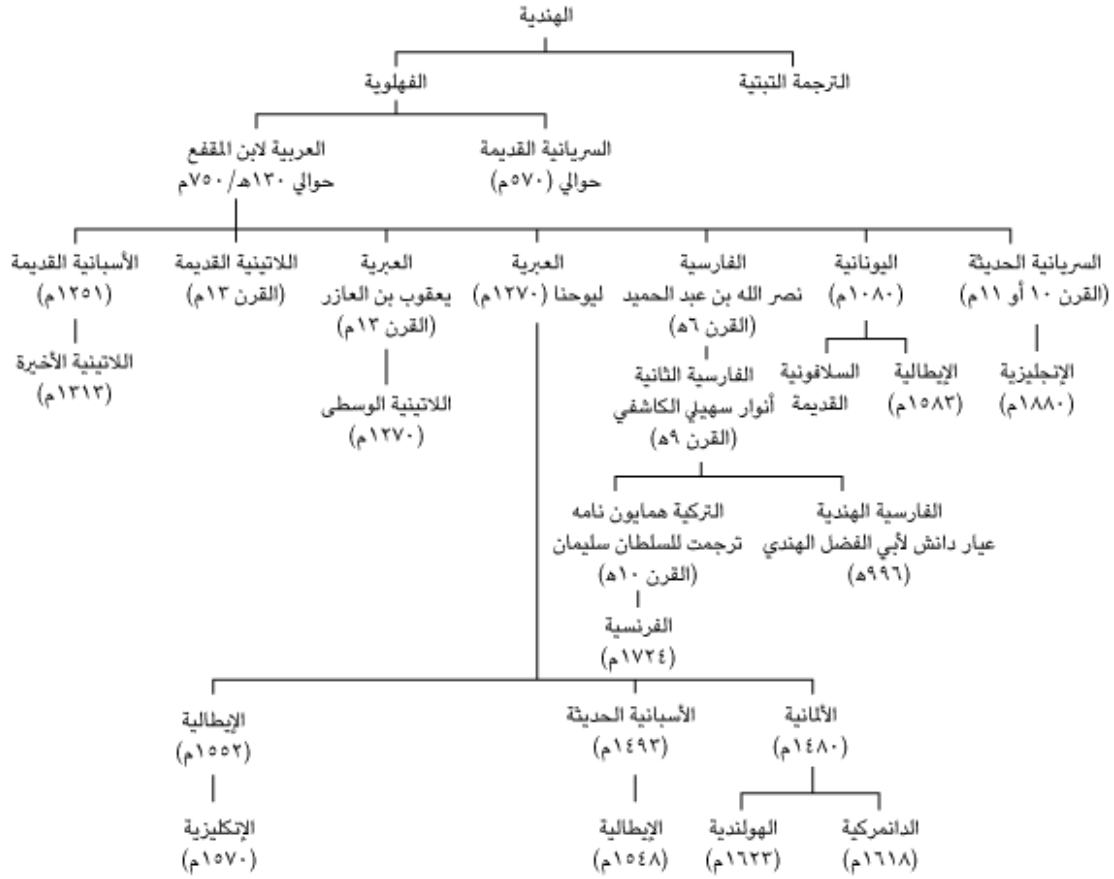 الهندية
الترجمة التبتية
الفهلوية
السريانية القديمة
حوالي (٥٧٠م)
العربية لابن المقفع
حوالي ١٣٠هـ/٧٥٠م
السريانية الحديثة
(القرن ١٠ أو ١١م)
اليونانية
(١٠٨٠م)
الفارسية
نصر الله بن عبد الحميد
(القرن ٦هـ)
العبرية
ليوحنا (١٢٧٠م)
العبرية
يعقوب بن العازر
(القرن ١٣م)
اللاتينية القديمة
(القرن ١٣م)
الأسبانية القديمة
(١٢٥١م)
الإنجليزية
(١٨٨٠م)
الإيطالية
(١٥٨٣م)
السلافونية
القديمة
الفارسية الثانية
أنوار سهيلي الكاشفي
(القرن ٩هـ)
اللاتينية الوسطى
(١٢٧٠م)
اللاتينية الأخيرة
(١٣١٣م)
الفارسية الهندية
عيار دانش لأبي الفضل الهندي
(٩٩٦هـ)
التركية همايون نامه
ترجمت للسلطان سليمان
(القرن ١٠هـ)
الفرنسية
(١٧٢٤م)
الألمانية
(١٤٨٠م)
الأسبانية الحديثة
(١٤٩٣م)
الإيطالية
(١٥٥٢م)
الدانمركية
(١٦١٨م)
الهولندية
(١٦٢٣م)
الإيطالية
(١٥٤٨م)
الإنكليزية
(١٥٧٠م)